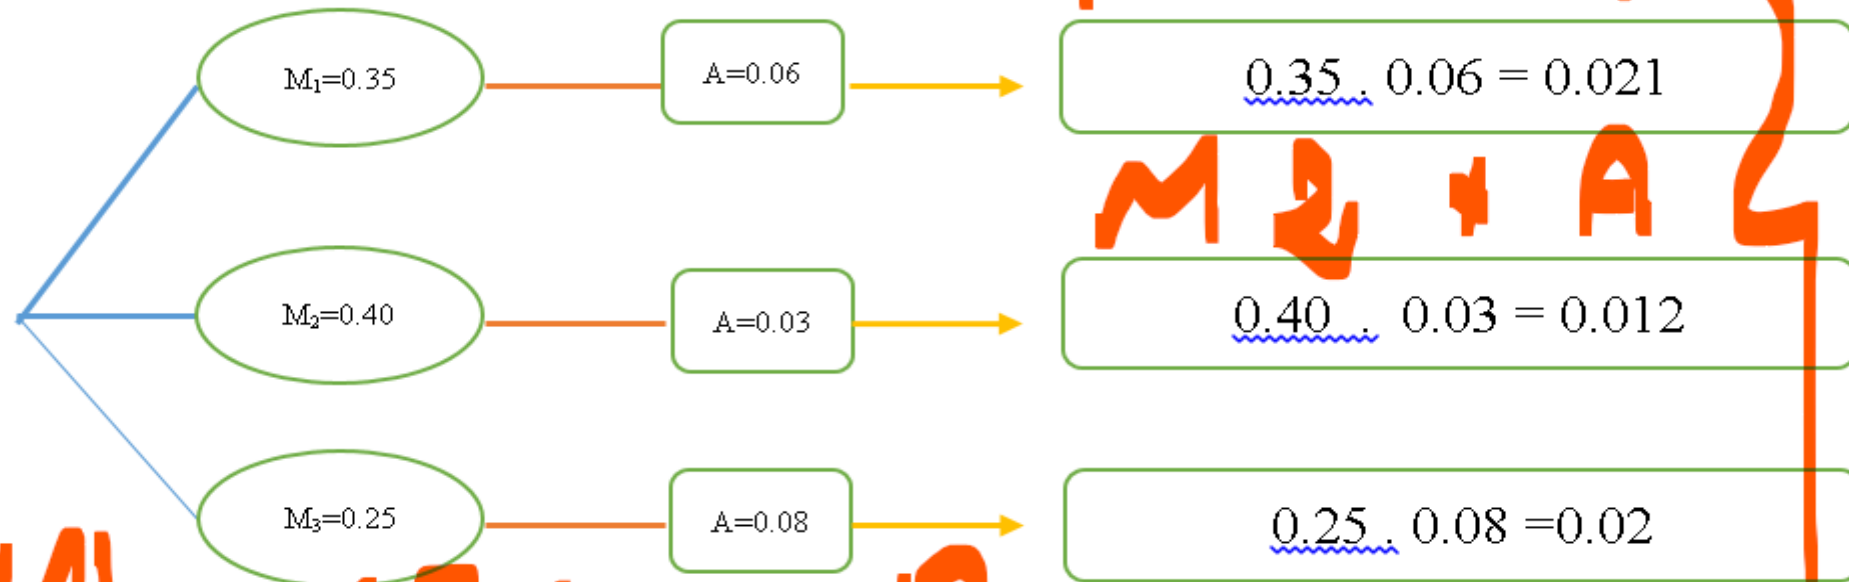 M₁=0.35 A=0.06 0.35 . 0.06 = 0.021
M 2 + A
M₂=0.40 A=0.03 0.40 . 0.03 = 0.012
M₃=0.25 A=0.08 0.25 . 0.08 =0.02